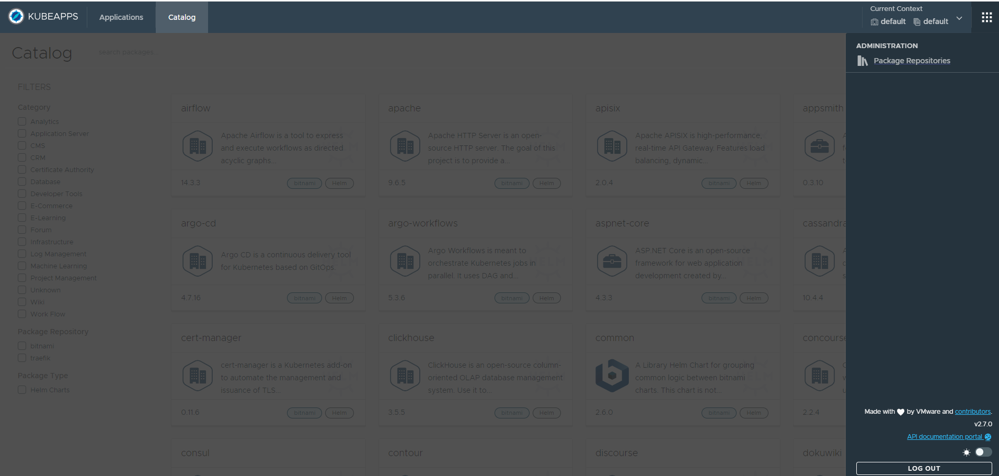 KUBEAPPS
Applications
Catalog
Current Context
default default
ADMINISTRATION
Package Repositories
Catalog
search packages...
FILTERS
Category
Analytics
Application Server
CMS
CRM
Certificate Authority
Database
Developer Tools
E-Commerce
E-Learning
Forum
Infrastructure
Log Management
Machine Learning
Project Management
Unknown
Wiki
Work Flow
Package Repository
bitnami
traefik
Package Type
Helm Charts
airflow
Apache Airflow is a tool to express
and execute workflows as directed
acyclic graphs...
14.3.3
bitnami
Helm
apache
Apache HTTP Server is an open-
source HTTP server. The goal of this
project is to provide a...
9.6.5
bitnami
Helm
apisix
Apache APISIX is high-performance,
real-time API Gateway. Features load
balancing, dynamic...
2.0.4
bitnami
Helm
appsmith
0.3.10
argo-cd
Argo CD is a continuous delivery tool
for Kubernetes based on GitOps.
4.7.16
bitnami
Helm
argo-workflows
Argo Workflows is meant to
orchestrate Kubernetes jobs in
parallel. It uses DAG and...
5.3.6
bitnami
Helm
aspnet-core
ASP.NET Core is an open-source
framework for web application
development created by...
4.3.3
bitnami
Helm
cassandra
10.4.4
cert-manager
cert-manager is a Kubernetes add-on
to automate the management and
issuance of TLS...
0.11.6
bitnami
Helm
clickhouse
ClickHouse is an open-source column-
oriented OLAP database management
system. Use it to...
3.5.5
bitnami
Helm
common
A Library Helm Chart for grouping
common logic between bitnami
charts. This chart is not...
2.6.0
bitnami
Helm
concourse
2.2.4
consul
contour
discourse
dokuwiki
Made with by VMware and contributors.
v2.7.0
API documentation portal
LOG OUT